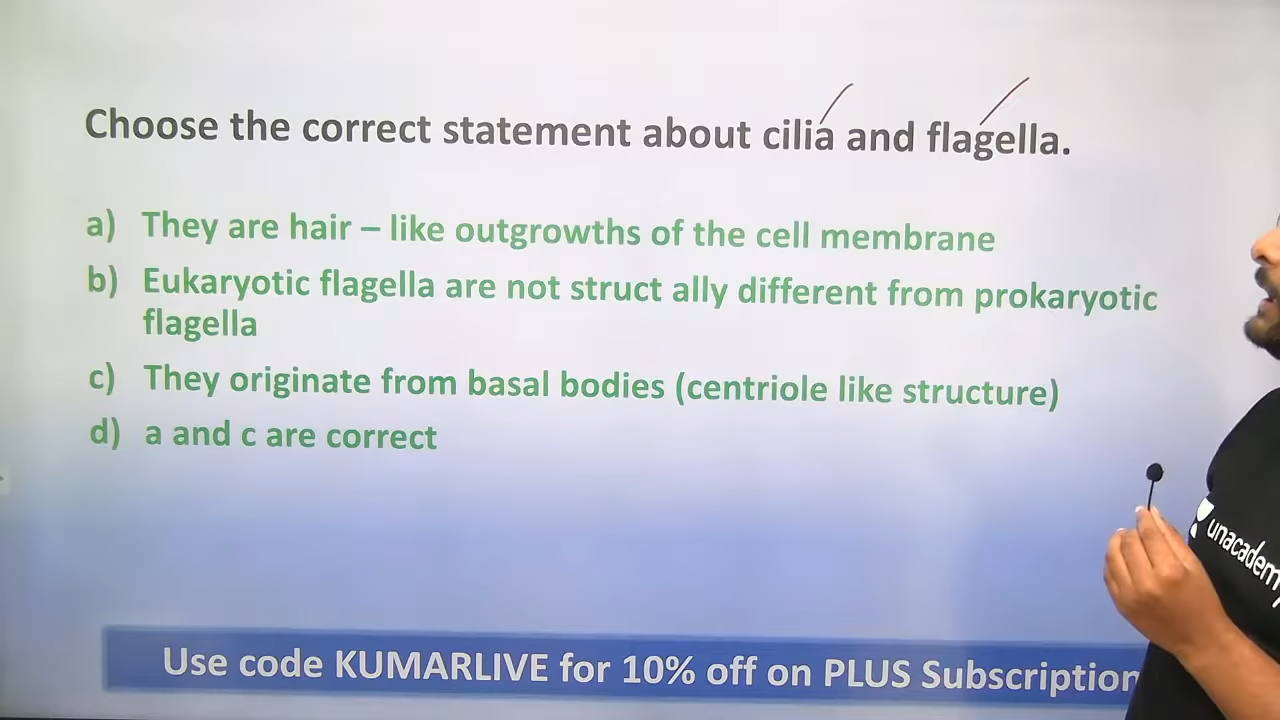 Choose the correct statement about cilia and flagella.
a) They are hair – like outgrowths of the cell membrane
b) Eukaryotic flagella are not struct ally different from prokaryotic
flagella
c) They originate from basal bodies (centriole like structure)
d) a and c are correct
unacademy
Use code KUMARLIVE for 10% off on PLUS Subscription